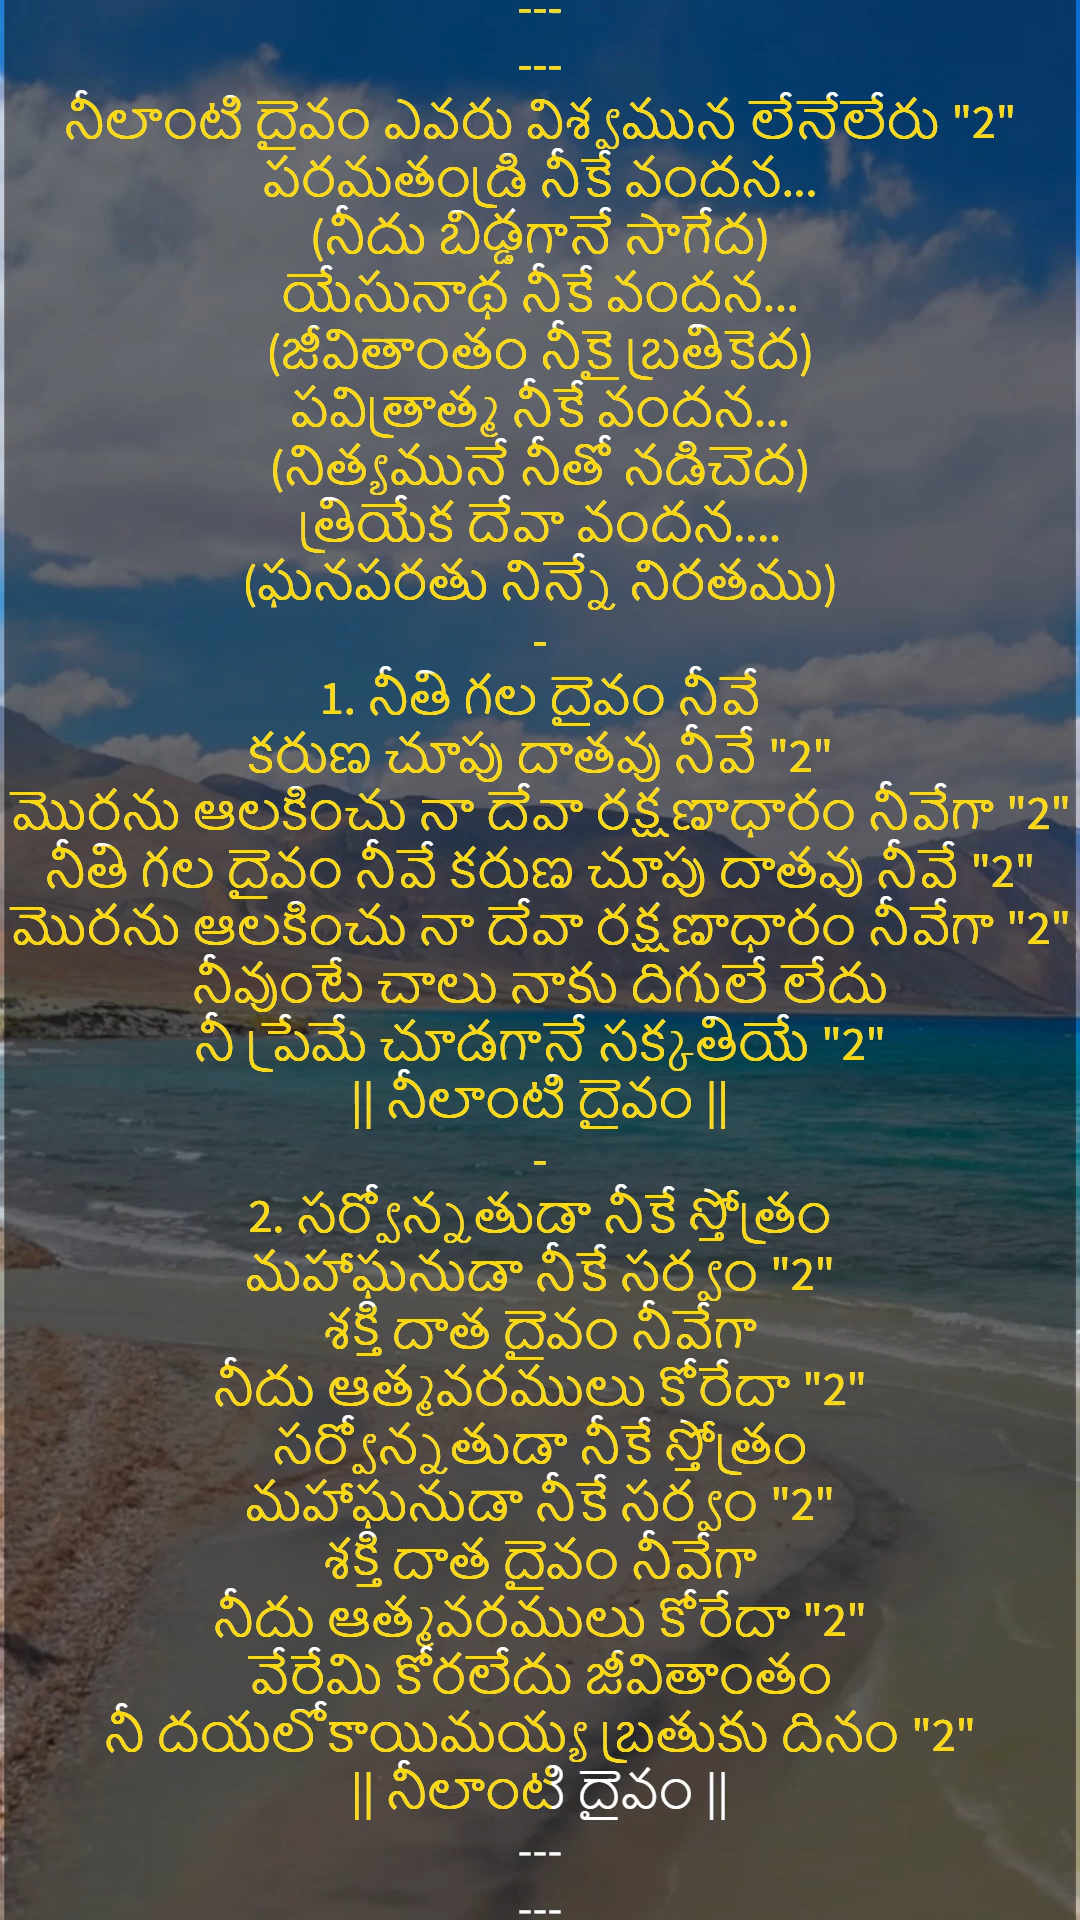 ---
---
నీలాంటి దైవం ఎవరు విశ్వమున లేనేలేరు "2"
పరమతండ్రి నీకే వందన...
(నీదు బిడ్డగానే సాగేద)
యేసునాథ నీకే వందన...
(జీవితాంతం నీకై బ్రతికెద)
పవిత్రాత్మ నీకే వందన...
(నిత్యమునే నీతో నడిచెద)
త్రియేక దేవా వందన....
(ఘనపరతు నిన్నే నిరతము)
-
1. నీతి గల దైవం నీవే
కరుణ చూపు దాతవు నీవే "2"
మొరను ఆలకించు నా దేవా రక్షణాధారం నీవేగా "2"
నీతి గల దైవం నీవే కరుణ చూపు దాతవు నీవే "2"
మొరను ఆలకించు నా దేవా రక్షణాధారం నీవేగా "2"
నీవుంటే చాలు నాకు దిగులే లేదు
నీ ప్రేమే చూడగానే సక్కతియే "2"
|| నీలాంటి దైవం ||
-
2. సర్వోన్నతుడా నీకే స్తోత్రం
మహాఘనుడా నీకే సర్వం "2"
శక్తి దాత దైవం నీవేగా
నీదు ఆత్మవరములు కోరేదా "2"
సర్వోన్నతుడా నీకే స్తోత్రం
మహాఘనుడా నీకే సర్వం "2"
శక్తి దాత దైవం నీవేగా
నీదు ఆత్మవరములు కోరేదా "2"
వేరేమి కోరలేదు జీవితాంతం
నీ దయలోకాయిమయ్య బ్రతుకు దినం "2"
|| నీలాంటి దైవం ||
---
---